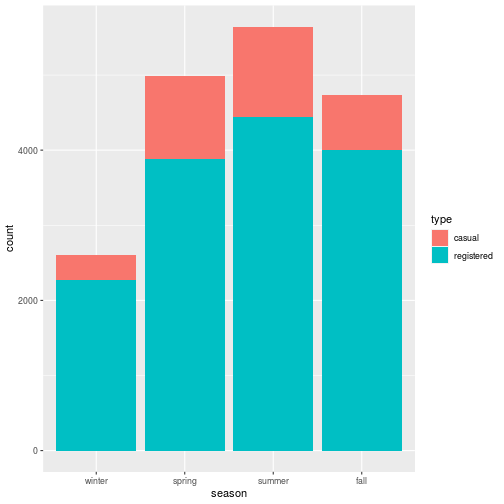 4000
2000
0
count
winter spring summer fall
season
type
casual
registered